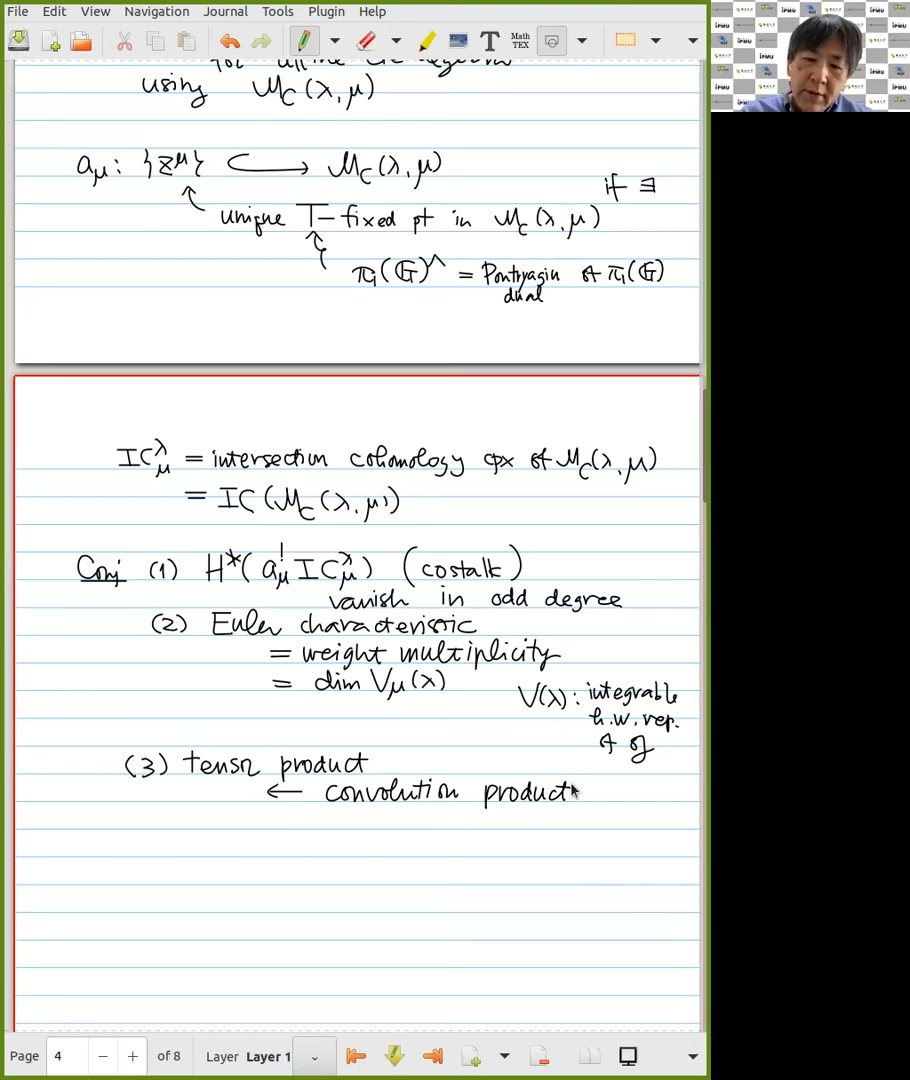 File Edit View Navigation Journal Tools Plugin Help
Math TEX
using M_C(λ, μ)
a_μ : {z^μ} ↪ M_C(λ, μ)
unique T-fixed pt in M_C(λ, μ) if ∃
π_1(G)^∧ = Pontryagin dual of π_1(G)
IC^λ_μ = intersection cohomology cpx of M_C(λ, μ)
= IC(M_C(λ, μ))
Conj (1) H*(a_μ^! IC^λ_μ) (costalk)
vanish in odd degree
(2) Euler characteristic
= weight multiplicity
= dim V_μ(λ)
V(λ): integrable
h.w. rep.
of 𝔤
(3) tensor product
← convolution product
Page 4 of 8 Layer Layer 1